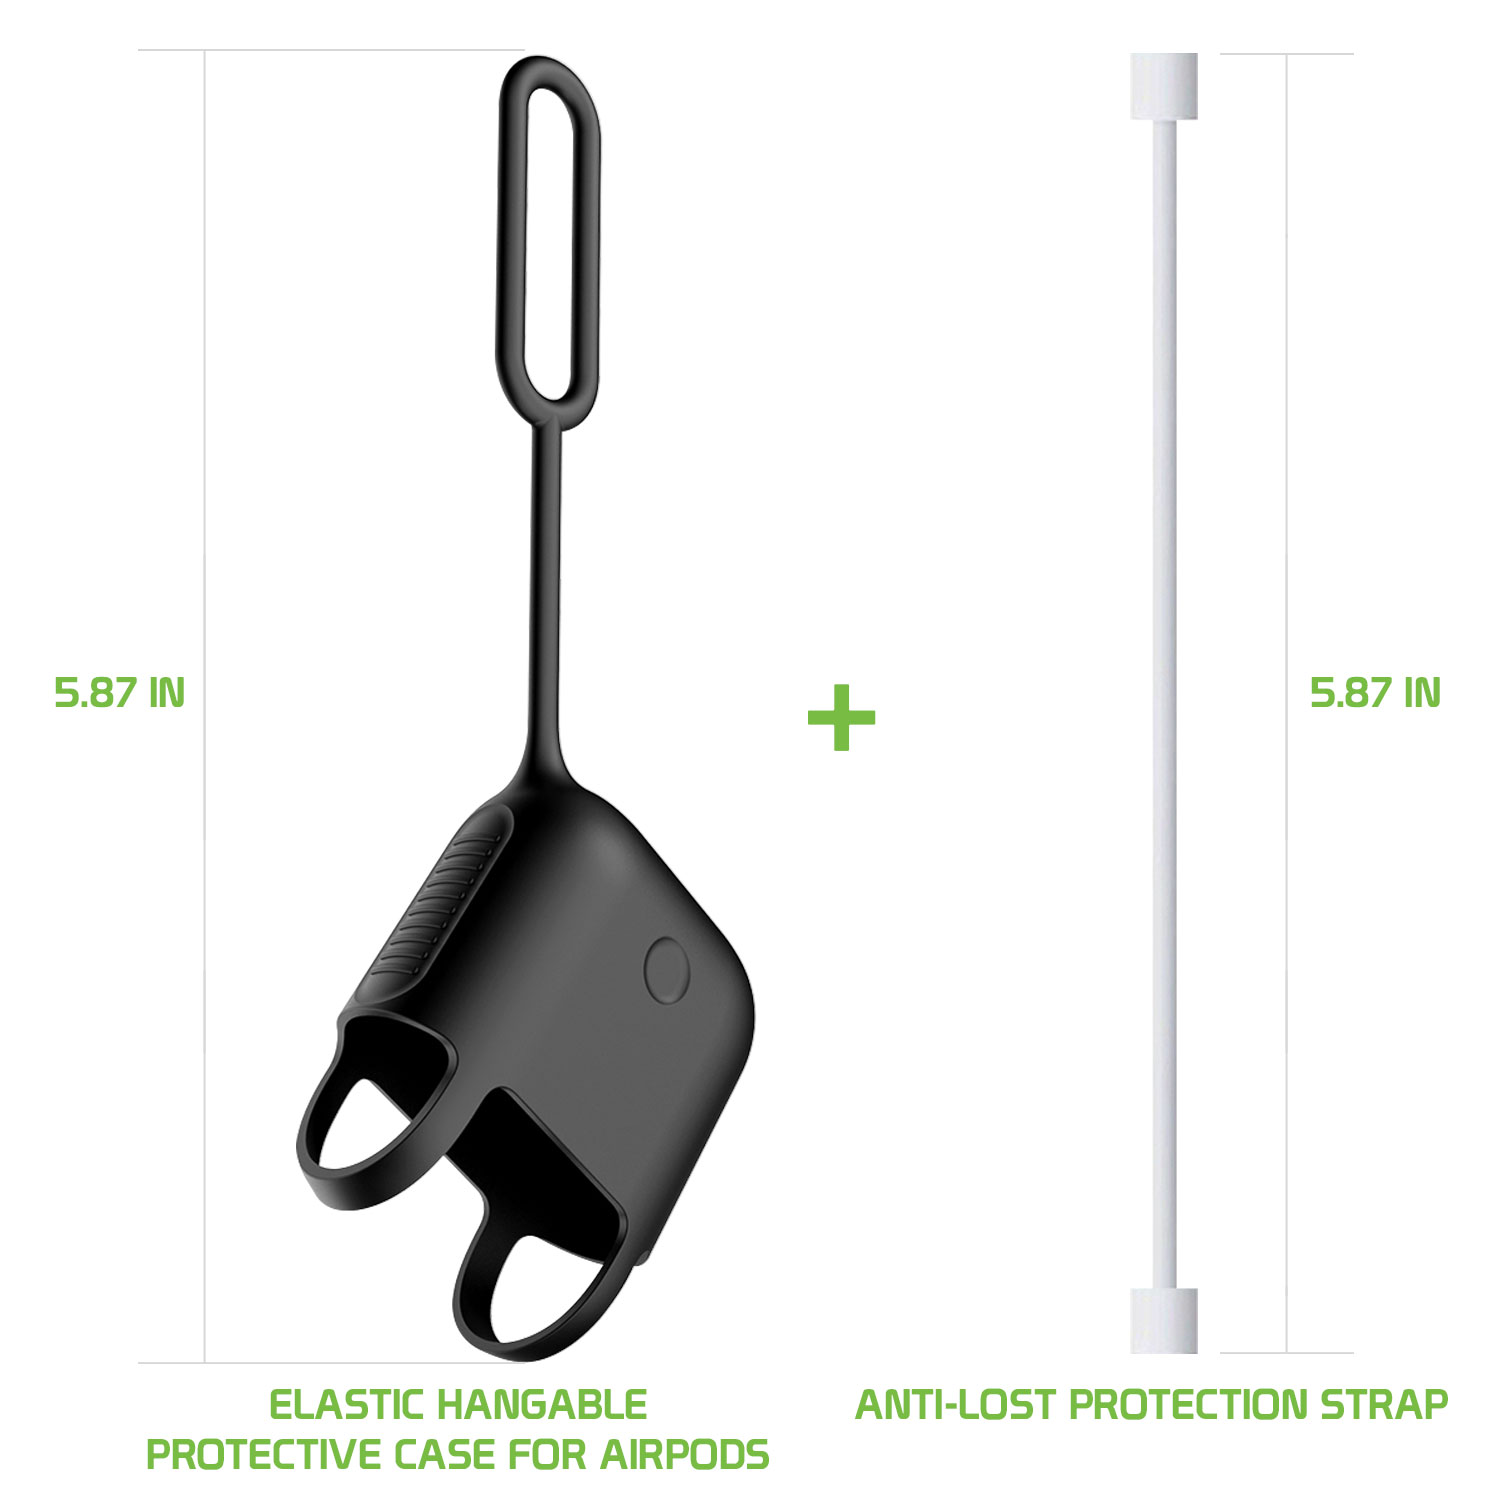 5.87 IN
+
5.87 IN
ELASTIC HANGABLE
PROTECTIVE CASE FOR AIRPODS
ANTI-LOST PROTECTION STRAP